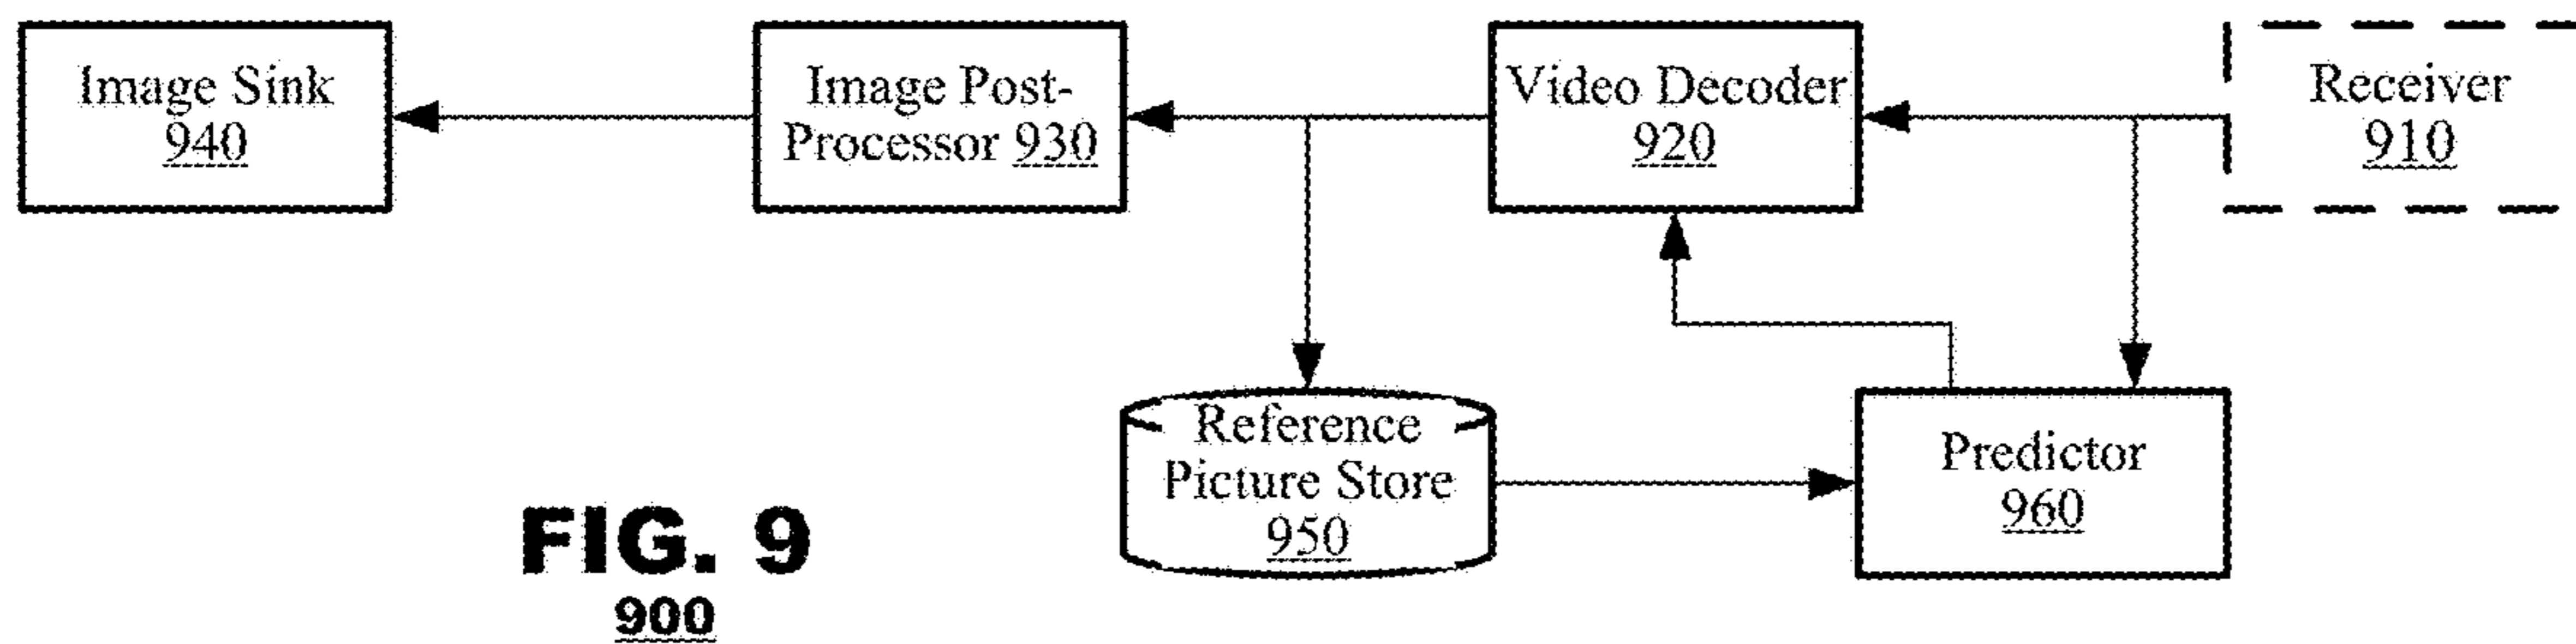 Image Sink
940
Image Post-
Processor 930
Video Decoder
920
Receiver
910
Reference
Picture Store
950
Predictor
960
FIG. 9
900